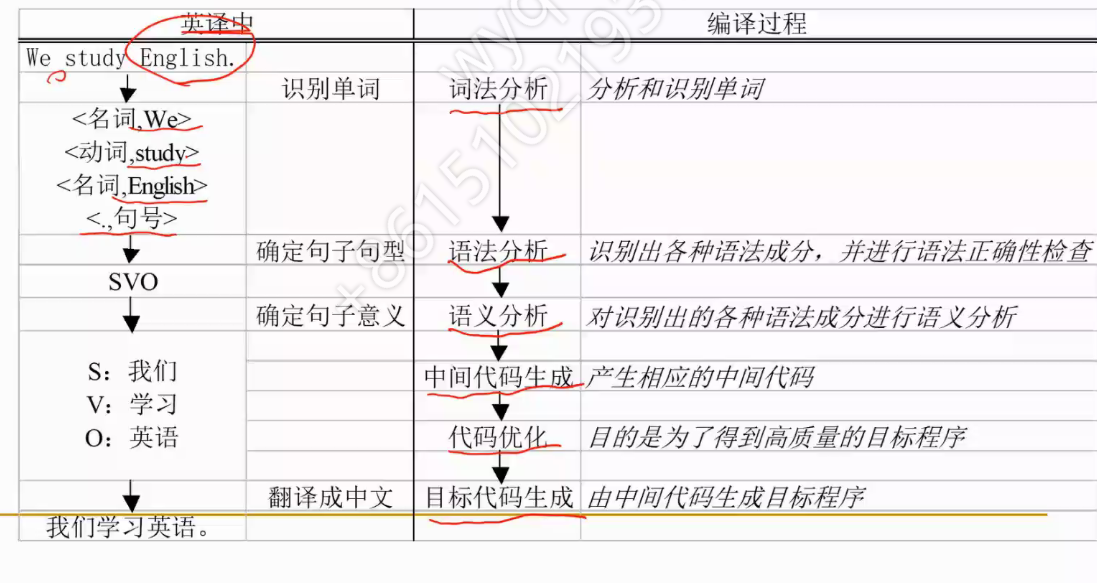 英译中 编译过程
We study English.
识别单词 词法分析 分析和识别单词
<名词,We>
<动词,study>
<名词,English>
<.,句号>
确定句子句型 语法分析 识别出各种语法成分，并进行语法正确性检查
SVO
确定句子意义 语义分析 对识别出的各种语法成分进行语义分析
S：我们
中间代码生成 产生相应的中间代码
V：学习
O：英语
代码优化 目的是为了得到高质量的目标程序
翻译成中文 目标代码生成 由中间代码生成目标程序
我们学习英语。